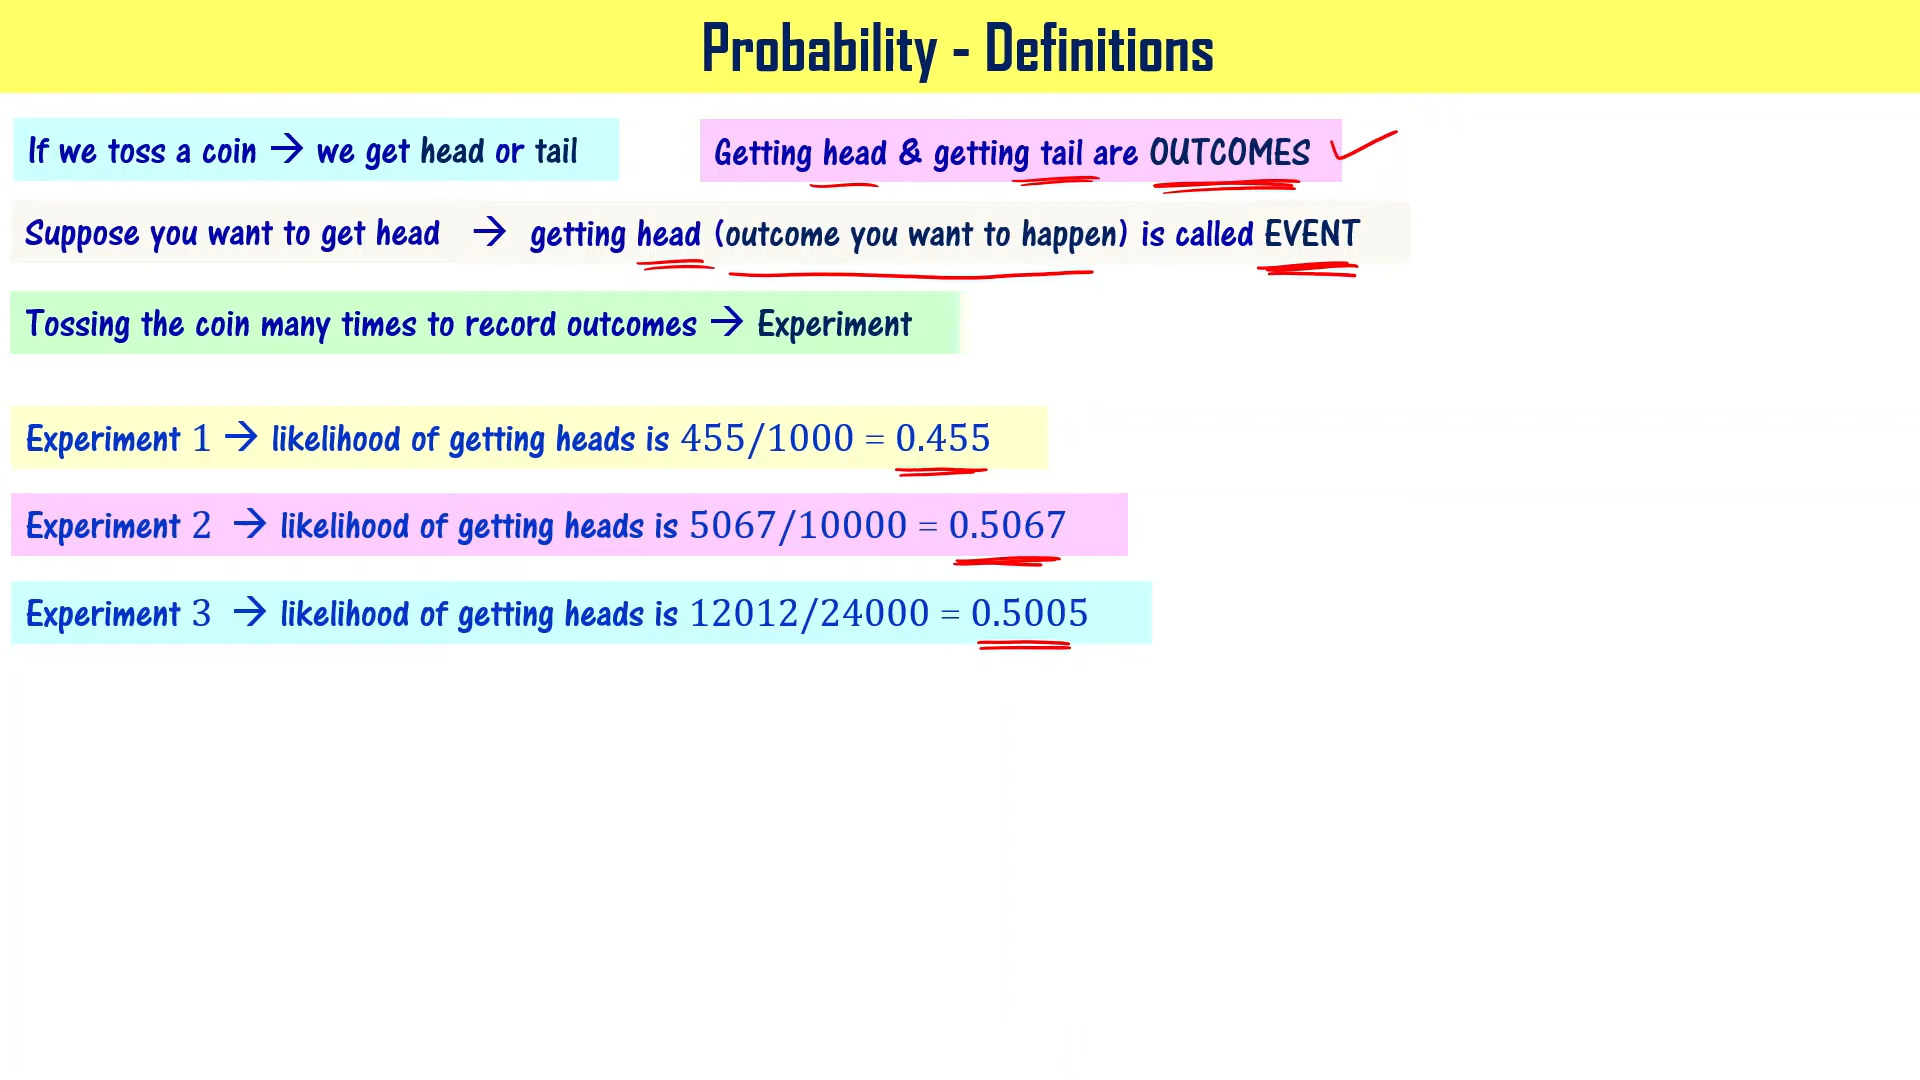 Probability - Definitions
If we toss a coin → we get head or tail
Getting head & getting tail are OUTCOMES
Suppose you want to get head → getting head (outcome you want to happen) is called EVENT
Tossing the coin many times to record outcomes → Experiment
Experiment 1 → likelihood of getting heads is 455/1000 = 0.455
Experiment 2 → likelihood of getting heads is 5067/10000 = 0.5067
Experiment 3 → likelihood of getting heads is 12012/24000 = 0.5005